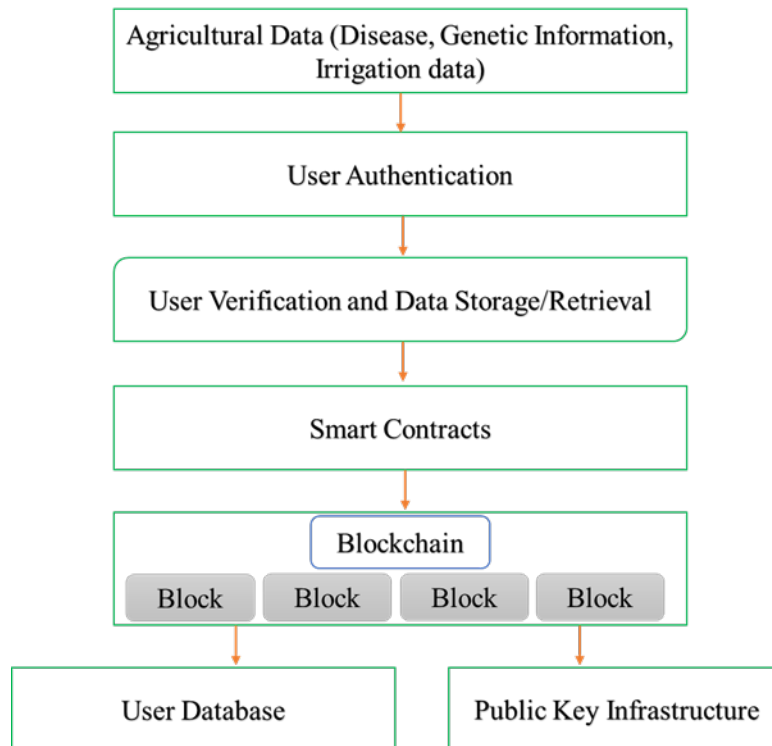 Agricultural Data (Disease, Genetic Information,
Irrigation data)
User Authentication
User Verification and Data Storage/Retrieval
Smart Contracts
Blockchain
Block Block Block Block
User Database Public Key Infrastructure